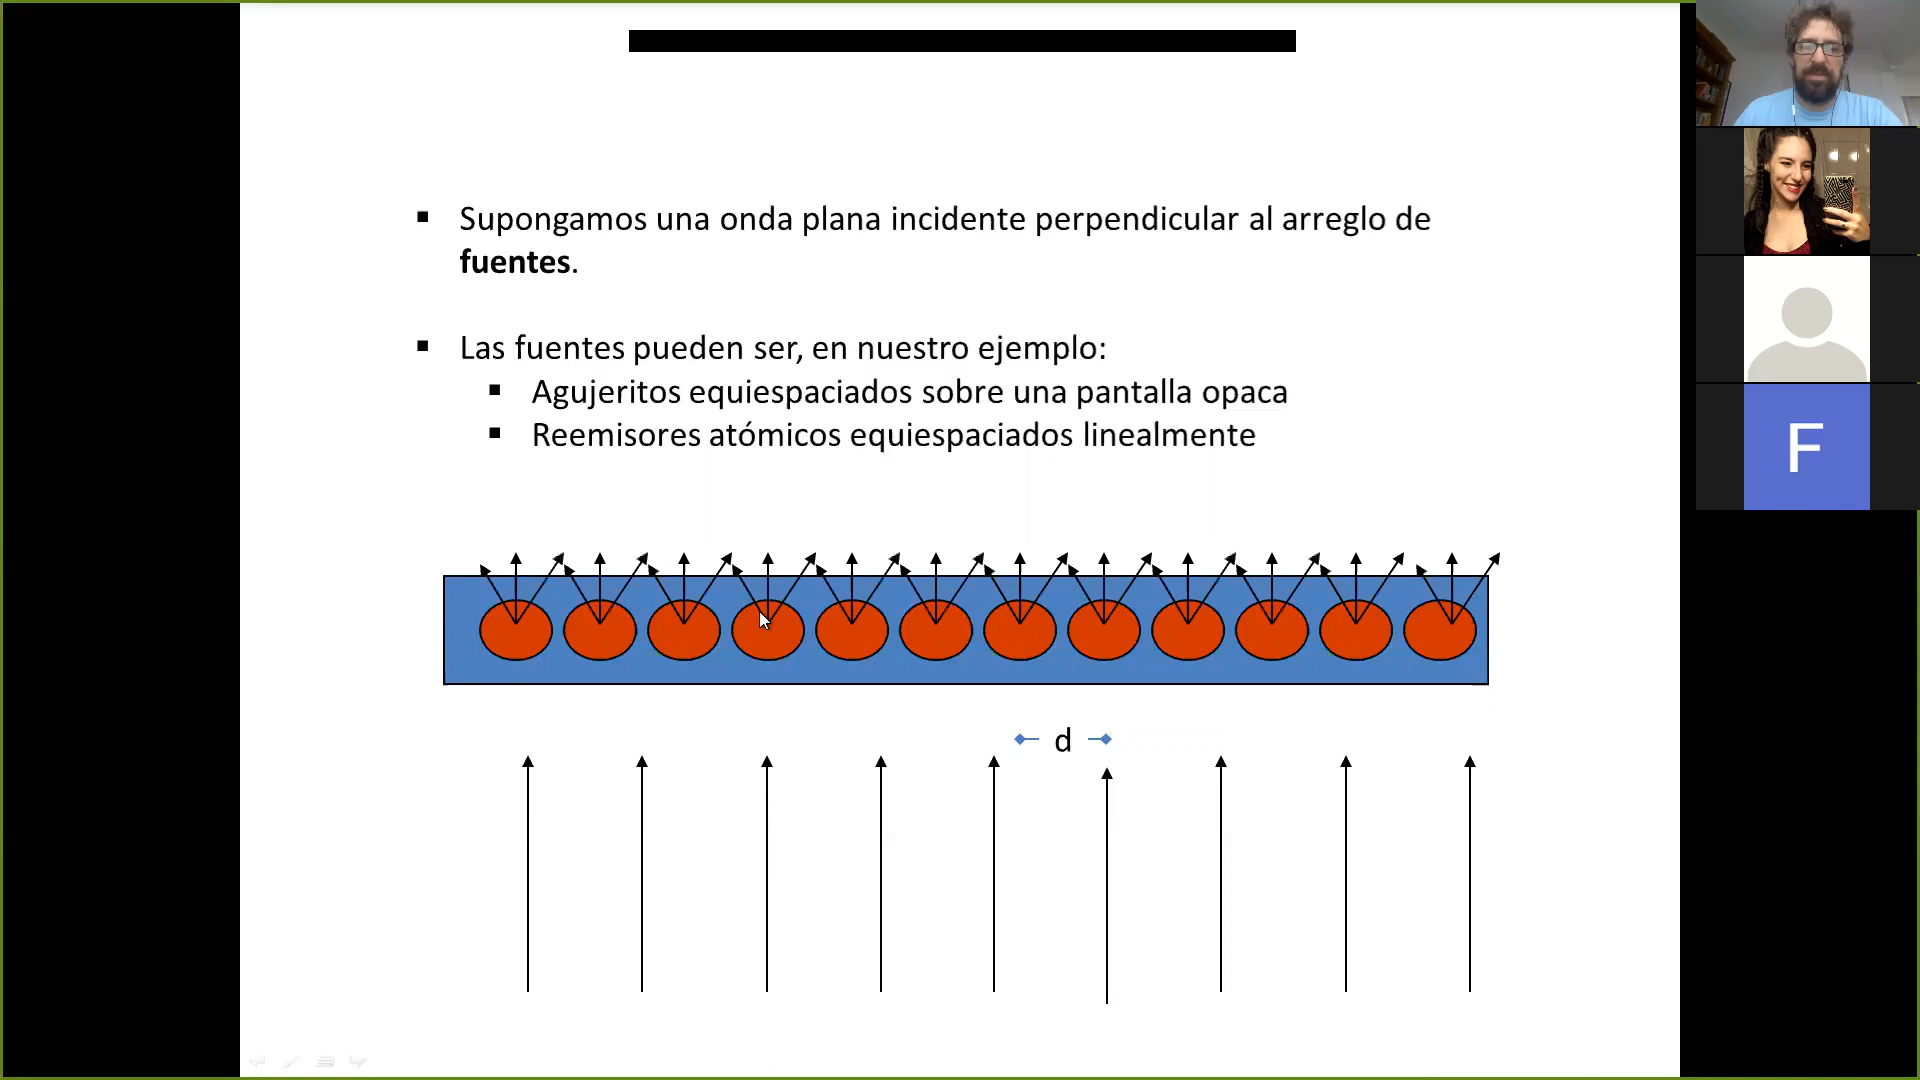 Supongamos una onda plana incidente perpendicular al arreglo de
fuentes.
Las fuentes pueden ser, en nuestro ejemplo:
Agujeritos equiespaciados sobre una pantalla opaca
Reemisores atómicos equiespaciados linealmente
d
F